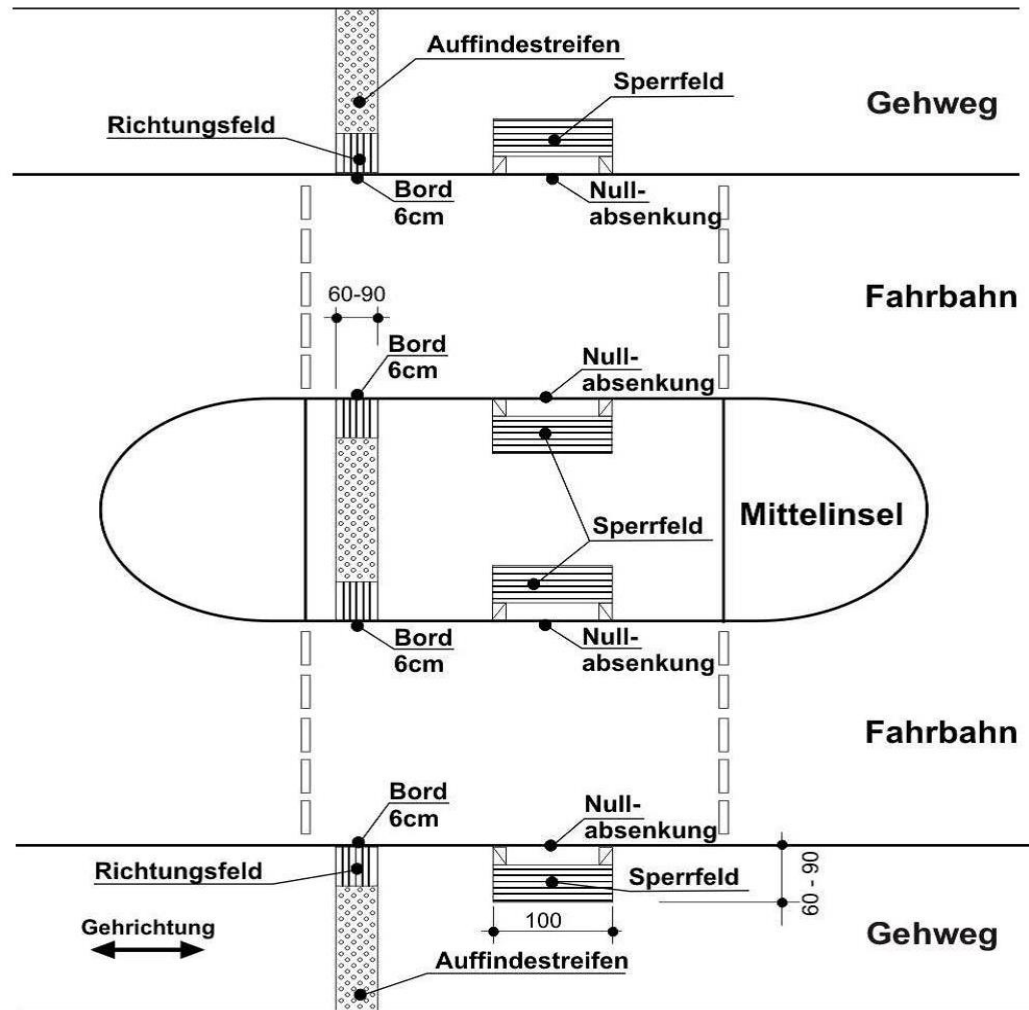 Auffindestreifen
Sperrfeld
Gehweg
Richtungsfeld
Bord
6cm
Null-
absenkung
Fahrbahn
60-90
Bord
6cm
Null-
absenkung
Mittelinsel
Sperrfeld
Bord
6cm
Null-
absenkung
Fahrbahn
Bord
6cm
Null-
absenkung
Richtungsfeld
Sperrfeld
60 - 90
Gehrichtung
100
Gehweg
Auffindestreifen